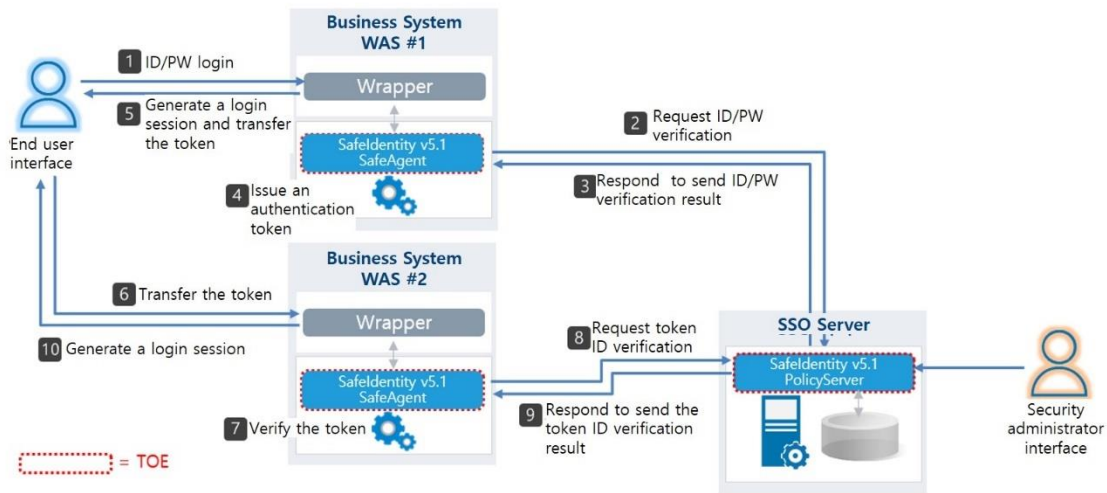 Business System
WAS #1
1 ID/PW login
Wrapper
5 Generate a login
session and transfer
the token
End user
interface
SafeIdentity v5.1
SafeAgent
2 Request ID/PW
verification
3 Respond to send ID/PW
verification result
4 Issue an
authentication
token
Business System
WAS #2
6 Transfer the token
Wrapper
10 Generate a login session
8 Request token
ID verification
SSO Server
SafeIdentity v5.1
SafeAgent
SafeIdentity v5.1
PolicyServer
7 Verify the token
9 Respond to send the
token ID verification
result
Security
administrator
interface
= TOE